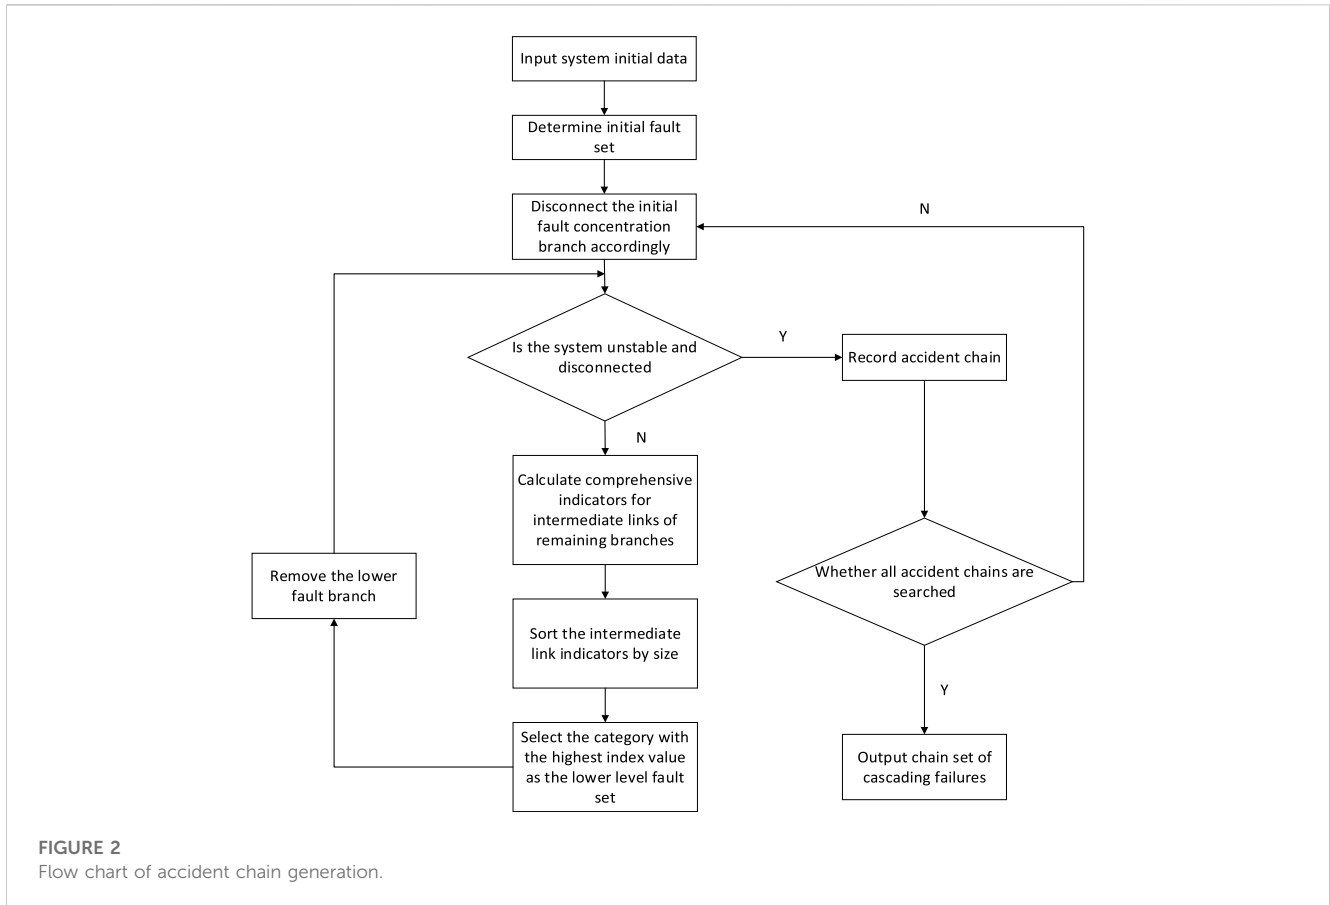 Input system initial data
Determine initial fault
set
Disconnect the initial
fault concentration
branch accordingly
N
Is the system unstable and
disconnected
Y
Record accident chain
N
Calculate comprehensive
indicators for
intermediate links of
remaining branches
Whether all accident chains are
searched
Remove the lower
fault branch
Sort the intermediate
link indicators by size
Y
Select the category with
the highest index value
as the lower level fault
set
Output chain set of
cascading failures
FIGURE 2
Flow chart of accident chain generation.